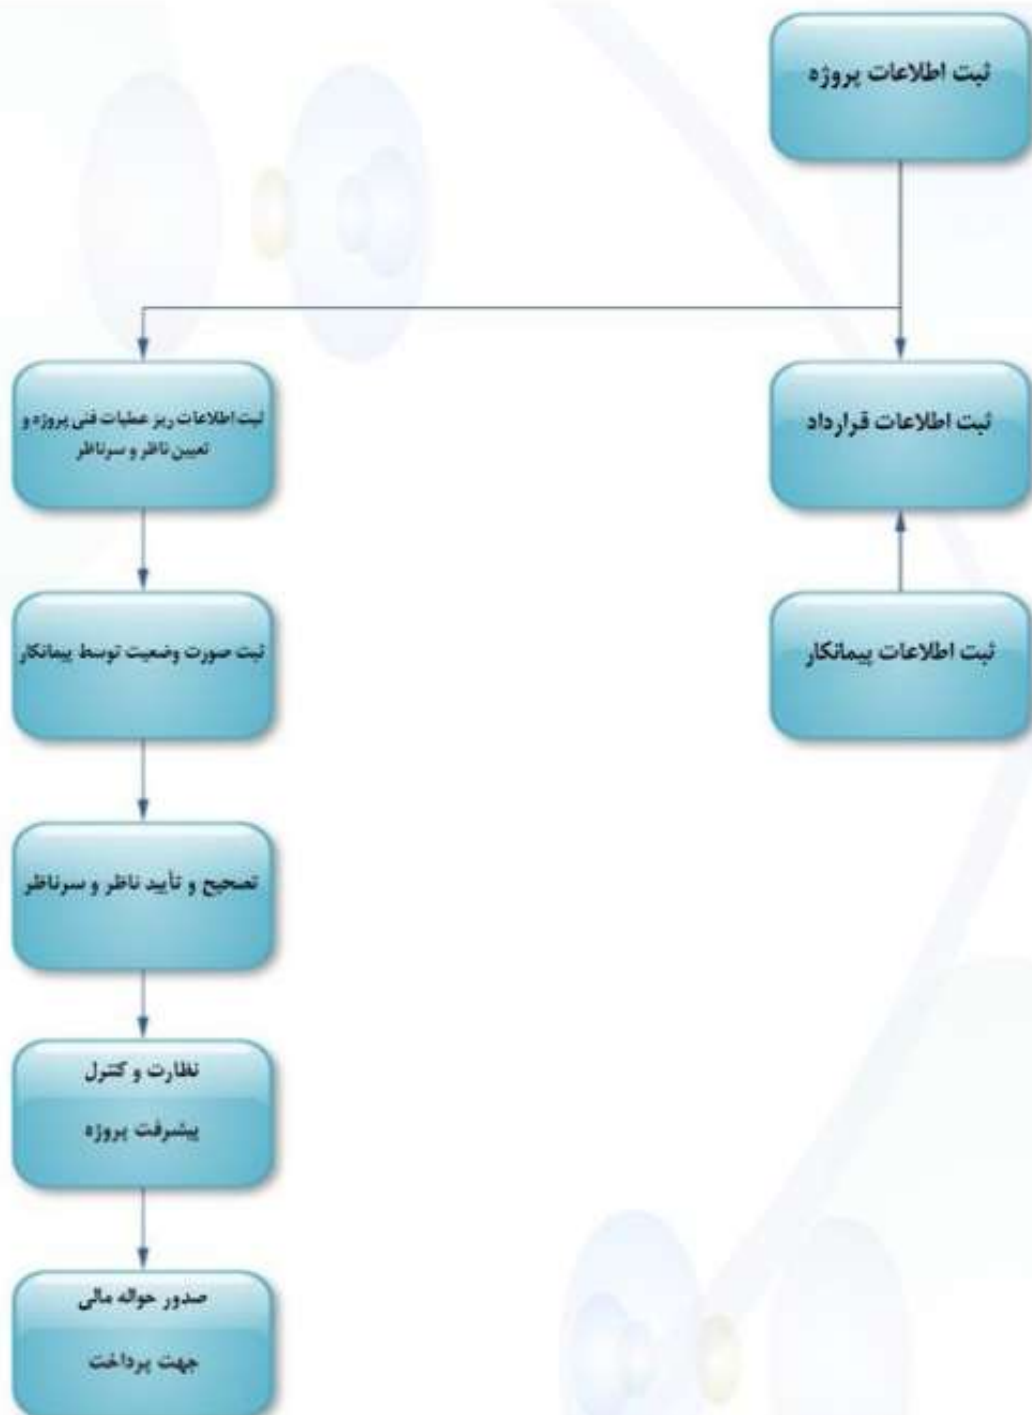 ثبت اطلاعات پروژه
ثبت اطلاعات قرارداد
ثبت اطلاعات پیمانکار
ثبت اطلاعات ریز عملیات فنی پروژه و
تعیین ناظر و سرناظر
ثبت صورت وضعیت توسط پیمانکار
تصحیح و تأیید ناظر و سرناظر
نظارت و کنترل
پیشرفت پروژه
صدور حواله مالی
جهت پرداخت